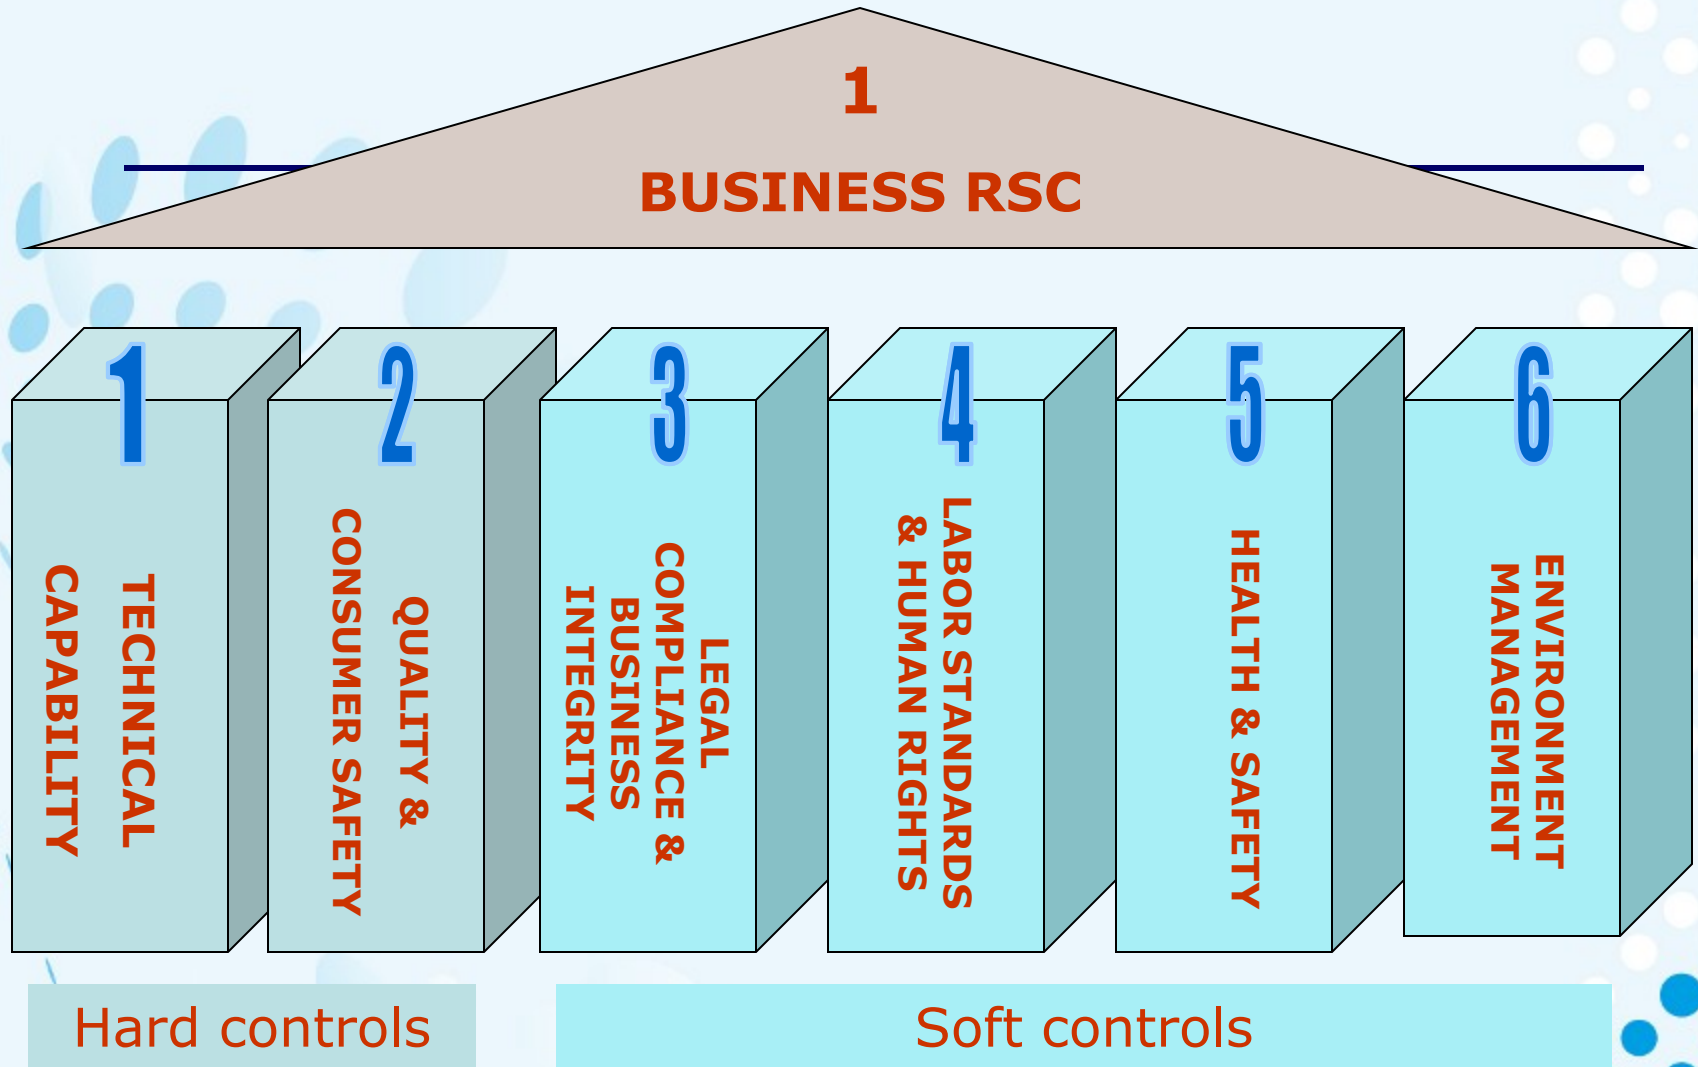 1
BUSINESS RSC
1
TECHNICAL
CAPABILITY
2
QUALITY &
CONSUMER SAFETY
3
LEGAL
COMPLIANCE &
BUSINESS
INTEGRITY
4
LABOR STANDARDS
& HUMAN RIGHTS
5
HEALTH & SAFETY
6
ENVIRONMENT
MANAGEMENT
Hard controls
Soft controls